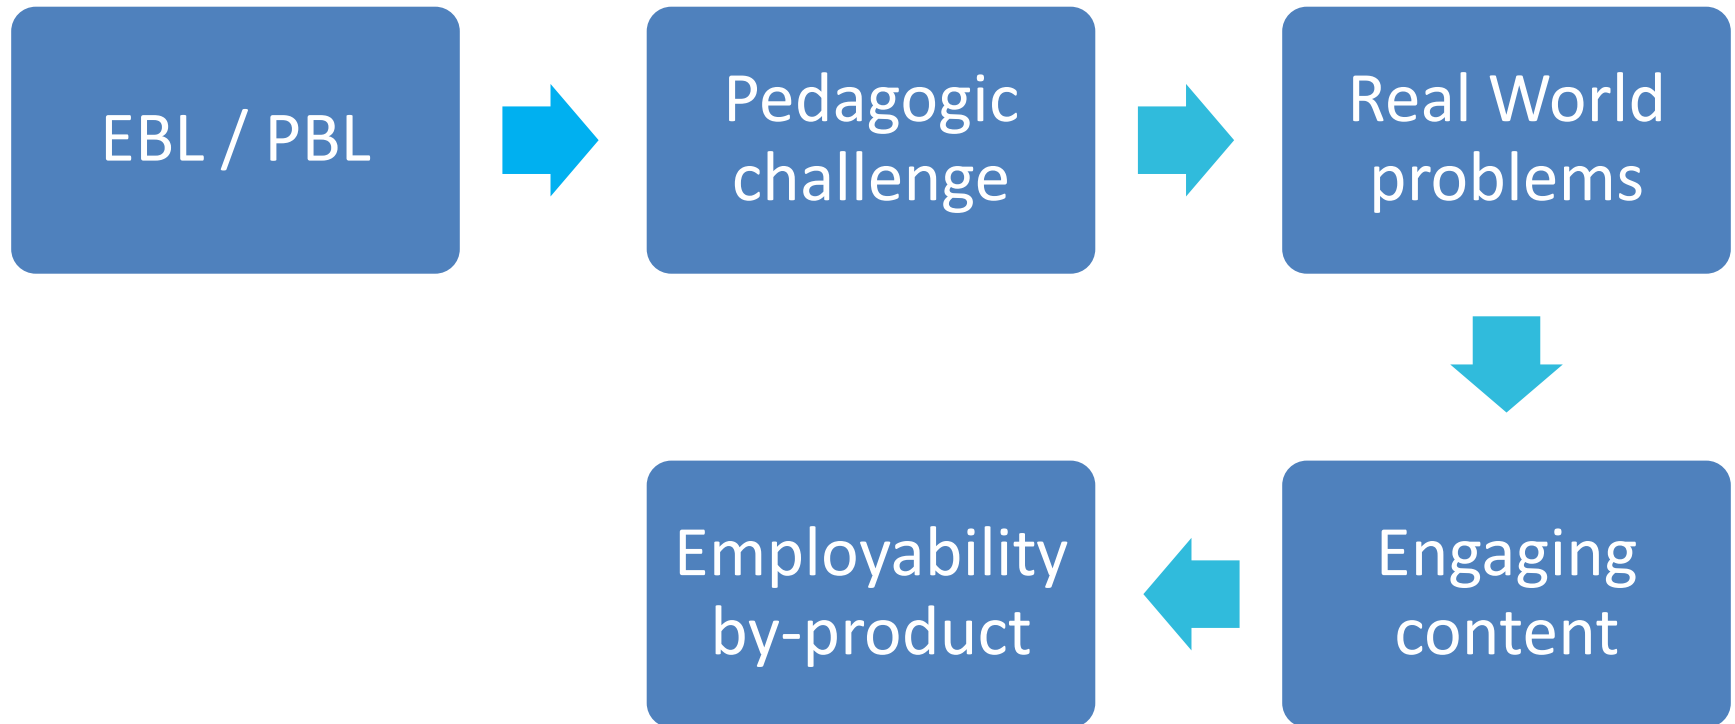 EBL / PBL
Pedagogic
challenge
Real World
problems
Engaging
content
Employability
by-product